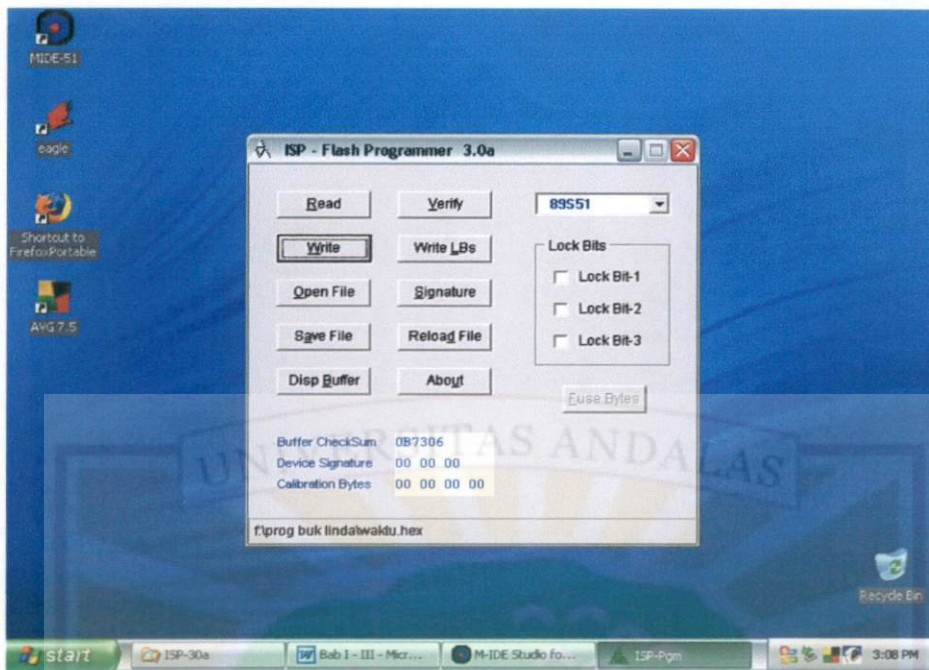 MIDE-51
eagle
Shortcut to
FirefoxPortable
AVG 7.5
ISP - Flash Programmer 3.0a
Read
Verify
89S51
Write
Write LBs
Lock Bits
Lock Bit-1
Open File
Signature
Lock Bit-2
Save File
Reload File
Lock Bit-3
Disp Buffer
About
Fuse Bytes
Buffer CheckSum 0B7306
Device Signature 00 00 00
Calibration Bytes 00 00 00 00
f:\prog buk linda\waktu.hex
UNIVERSITAS ANDALAS
Recycle Bin
start
ISP-30a
Bab I - III - Micr...
M-IDE Studio fo...
ISP-Pgm
3:08 PM